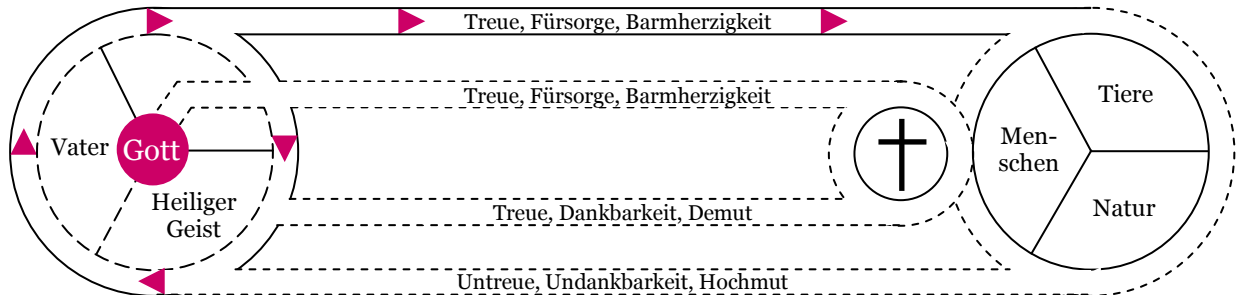 Treue, Fürsorge, Barmherzigkeit
Treue, Fürsorge, Barmherzigkeit
Vater
Gott
Heiliger
Geist
Men-
schen
Tiere
Natur
Treue, Dankbarkeit, Demut
Untreue, Undankbarkeit, Hochmut